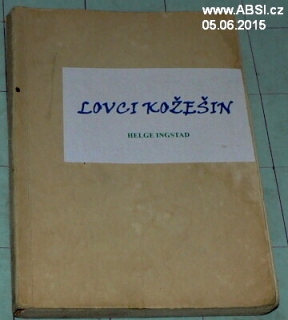 www.ABSI.cz
05.06.2015
LOVCI KOŽEŠIN
HELGE INGSTAD